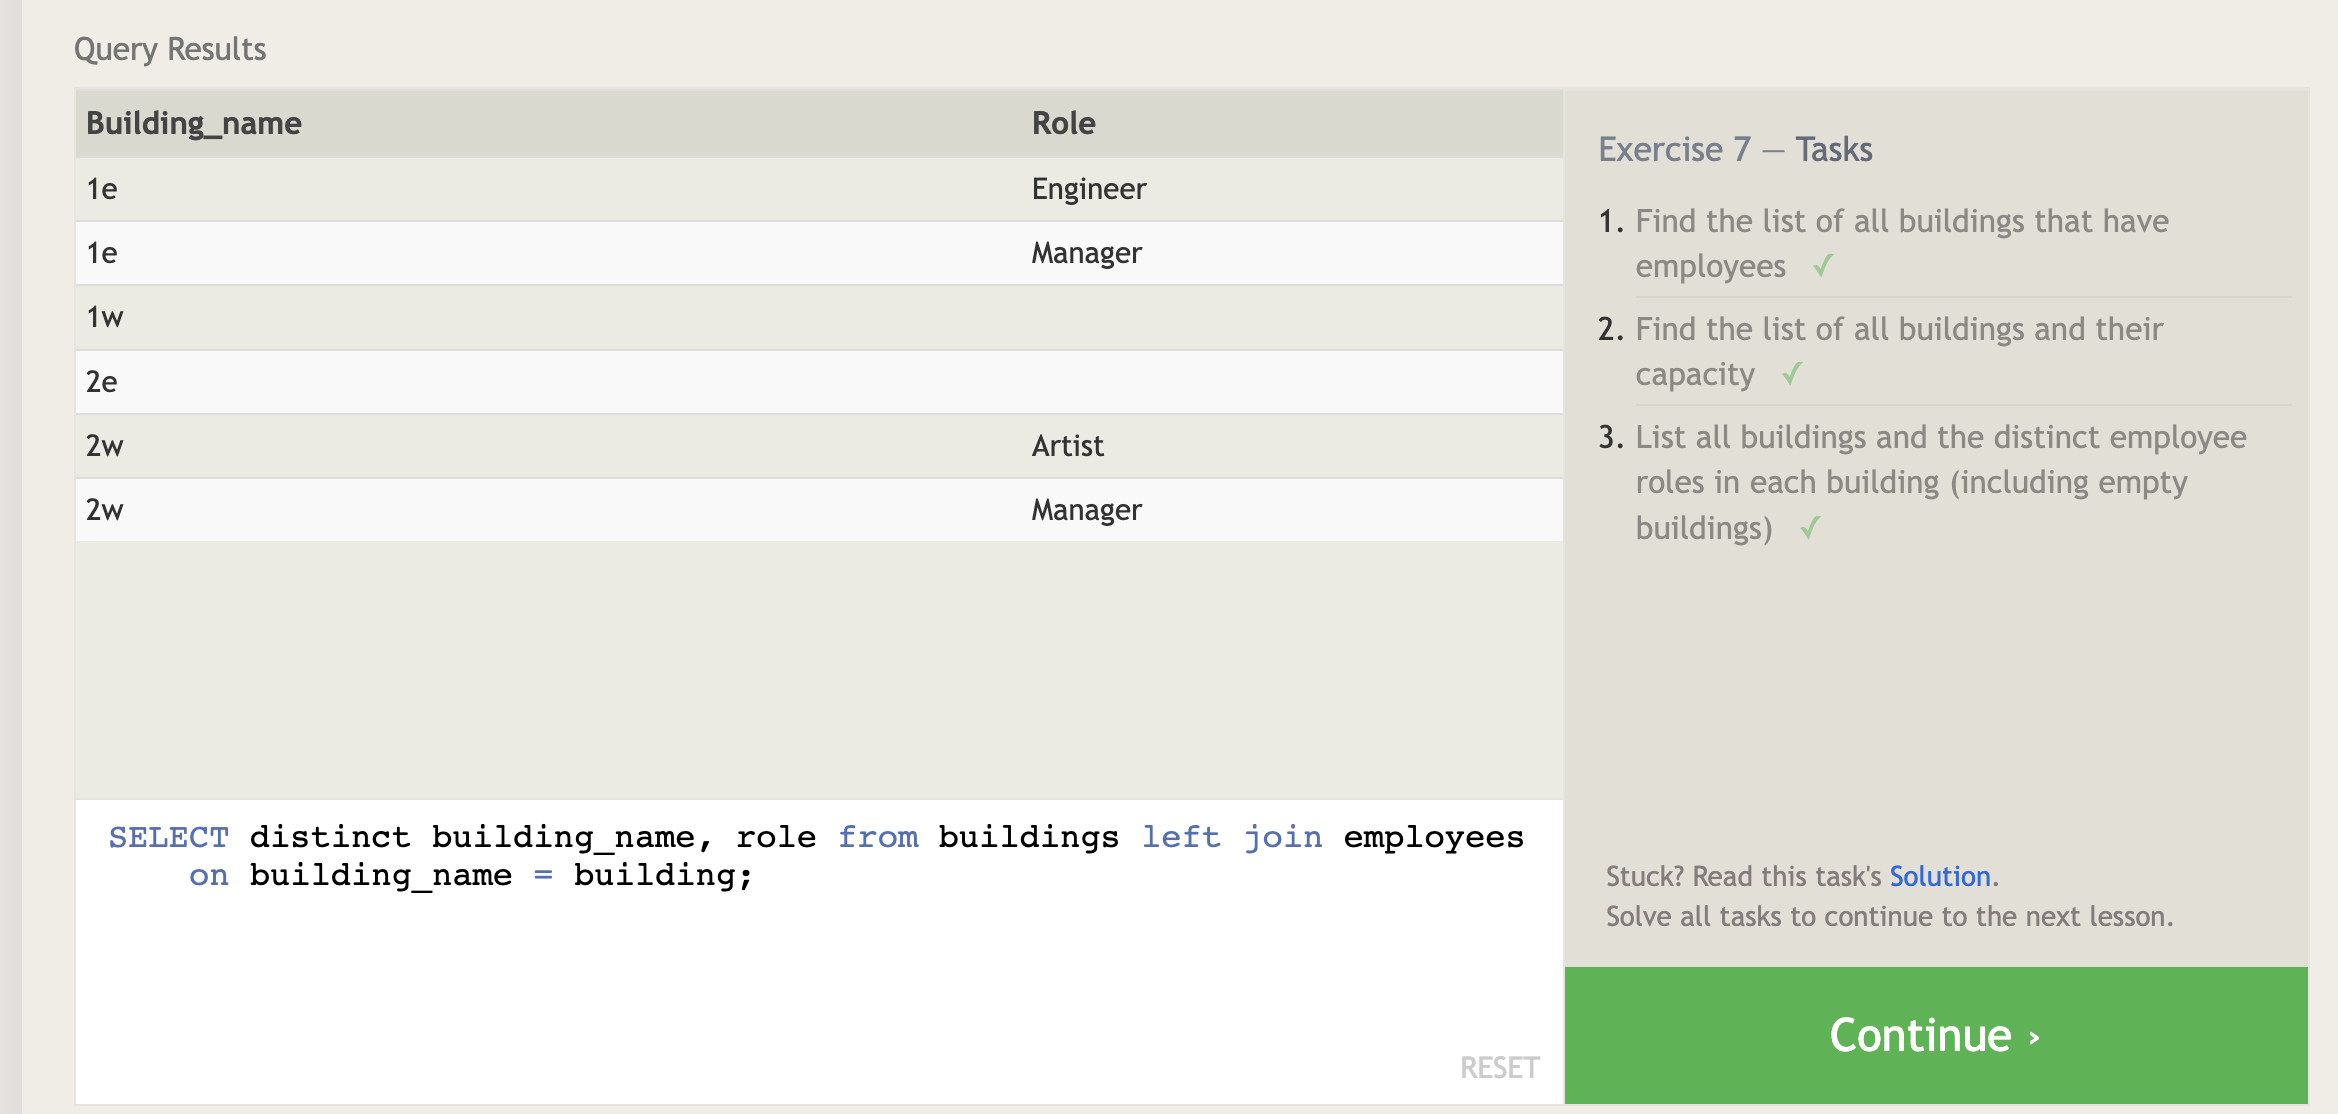 Query Results
Building_name Role
1e Engineer
1e Manager
1w
2e
2w Artist
2w Manager
SELECT distinct building_name, role from buildings left join employees
on building_name = building;
RESET
Exercise 7 — Tasks
1. Find the list of all buildings that have
employees ✓
2. Find the list of all buildings and their
capacity ✓
3. List all buildings and the distinct employee
roles in each building (including empty
buildings) ✓
Stuck? Read this task's Solution.
Solve all tasks to continue to the next lesson.
Continue ›